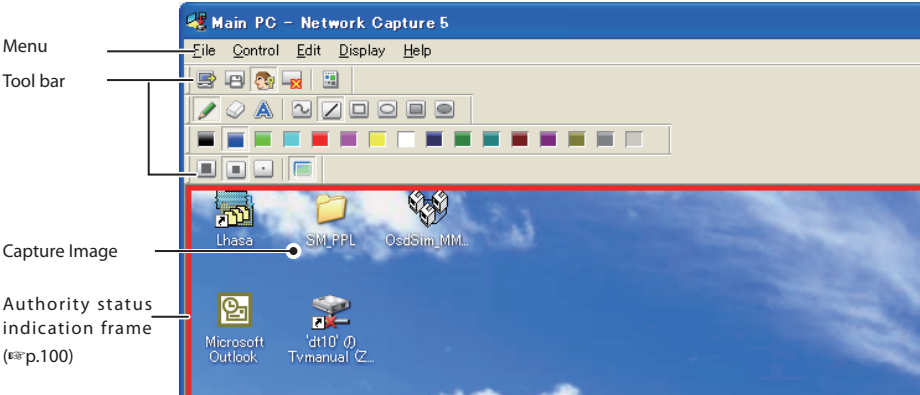 Main PC - Network Capture 5
Menu
File Control Edit Display Help
Tool bar
A
Lhasa
SM_PPL
OsdSim_MM...
Capture Image
Authority status
indication frame
(☞p.100)
Microsoft
Outlook
'dt10' の
Tvmanual (Z...